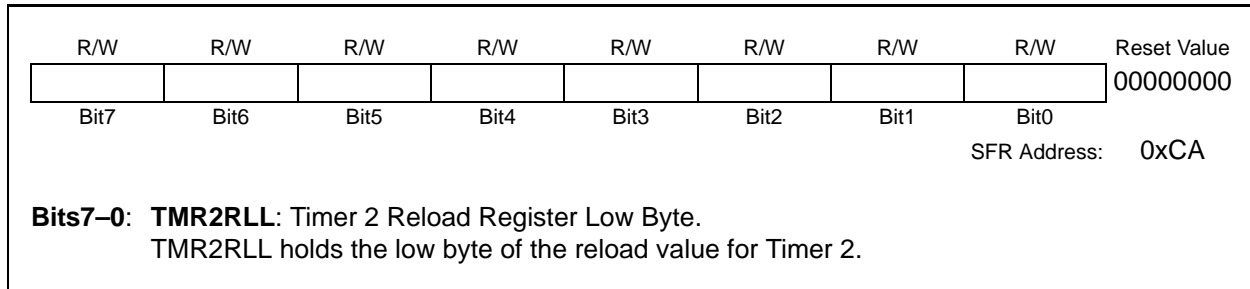 R/W R/W R/W R/W R/W R/W R/W R/W Reset Value
00000000
Bit7 Bit6 Bit5 Bit4 Bit3 Bit2 Bit1 Bit0
SFR Address: 0xCA
Bits7–0: TMR2RLL: Timer 2 Reload Register Low Byte.
TMR2RLL holds the low byte of the reload value for Timer 2.